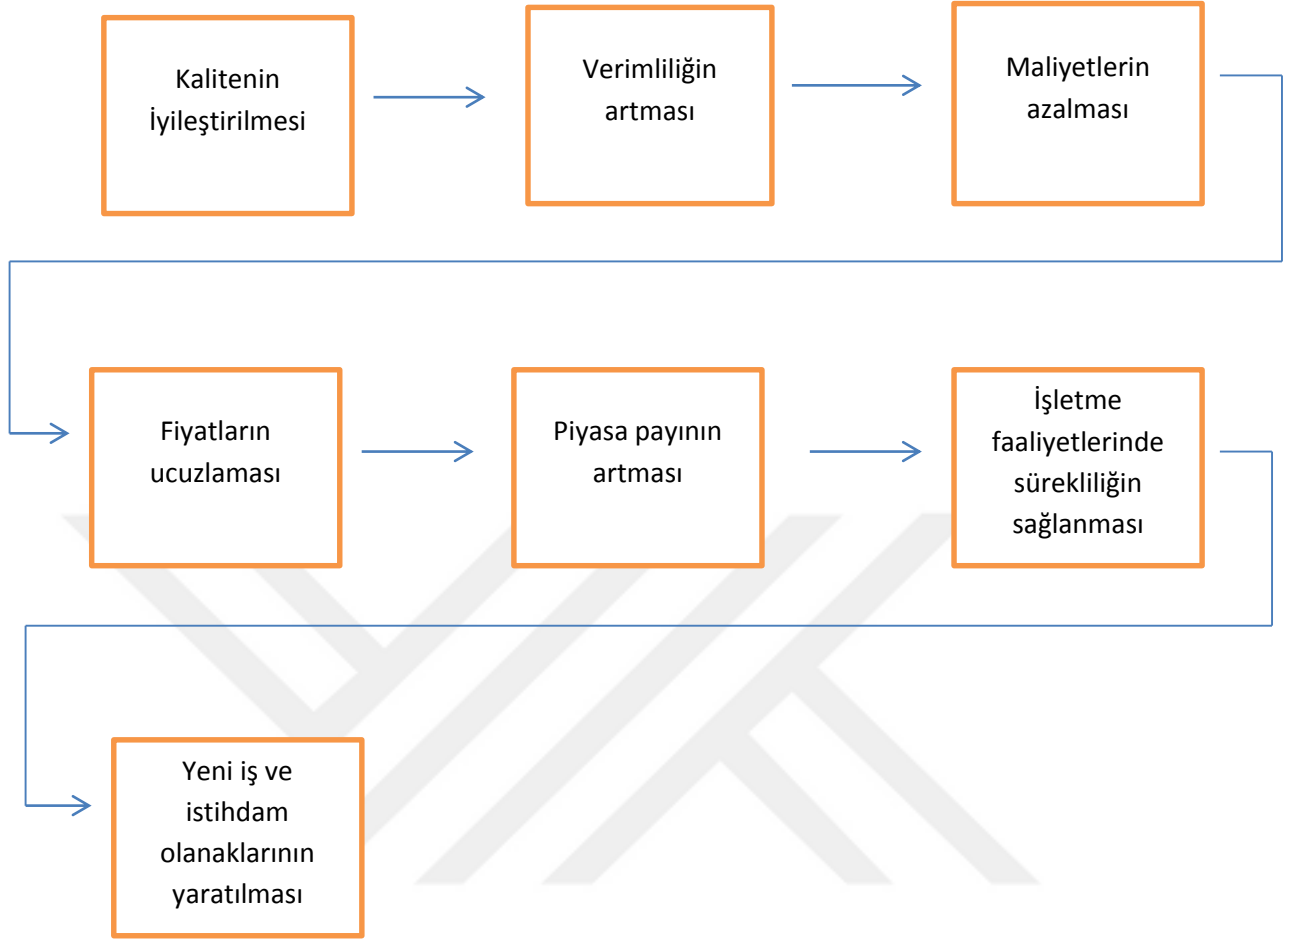 Kalitenin
İyileştirilmesi
Verimliliğin
artması
Maliyetlerin
azalması
Fiyatların
ucuzlaması
Piyasa payının
artması
İşletme
faaliyetlerinde
sürekliliğin
sağlanması
Yeni iş ve
istihdam
olanaklarının
yaratılması